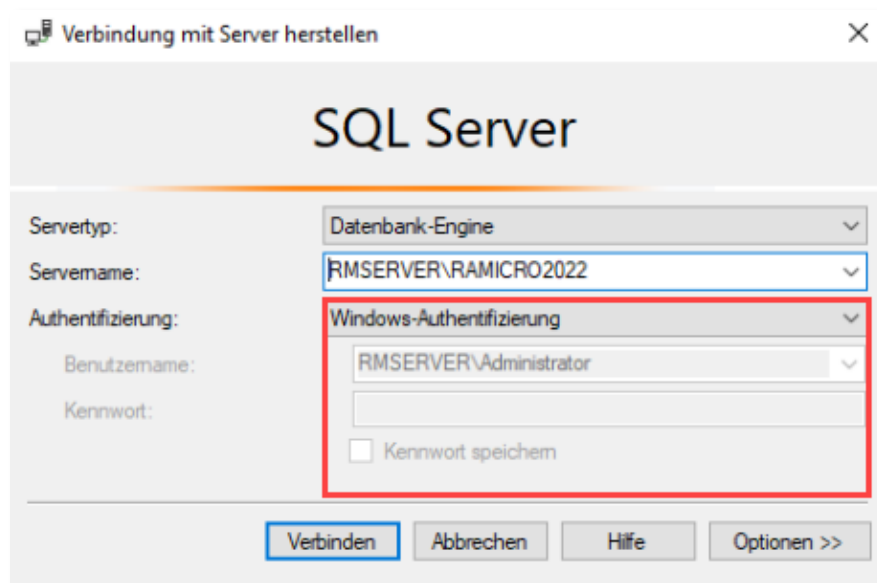 Verbindung mit Server herstellen
SQL Server
Servertyp: Datenbank-Engine
Servername: RMSERVER\RAMICRO2022
Authentifizierung: Windows-Authentifizierung
Benutzername: RMSERVER\Administrator
Kennwort:
Kennwort speichern
Verbinden Abbrechen Hilfe Optionen >>